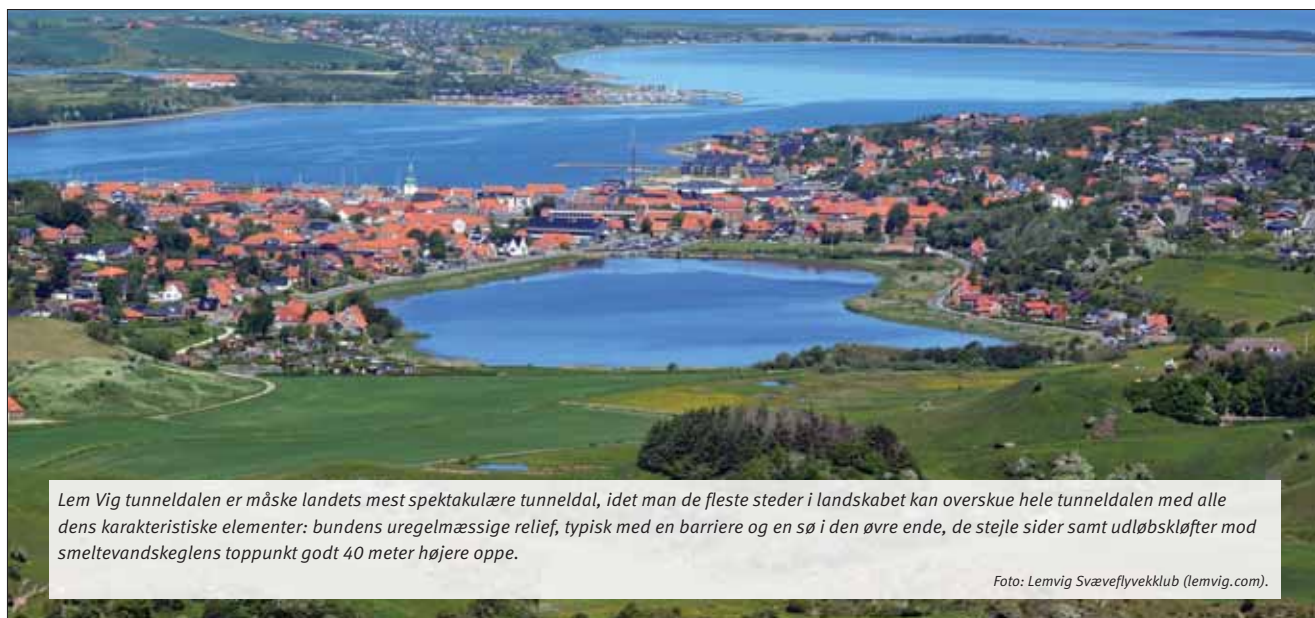 Lem Vig tunneldalen er måske landets mest spektakulære tunneldal, idet man de fleste steder i landskabet kan overskue hele tunneldalen med alle
dens karakteristiske elementer: bundens uregelmæssige relief, typisk med en barriere og en sø i den øvre ende, de stejle sider samt udløbskløfter mod
smeltevandskeglens toppunkt godt 40 meter højere oppe.
Foto: Lemvig Svæveflyvekklub (lemvig.com).